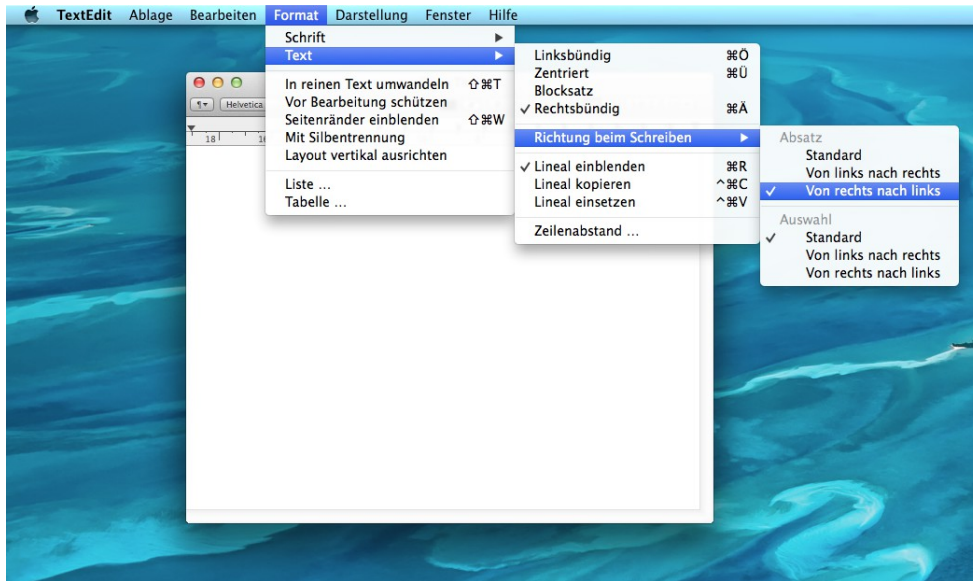 TextEdit Ablage Bearbeiten Format Darstellung Fenster Hilfe
Schrift
Text
In reinen Text umwandeln ⇧⌘T
Vor Bearbeitung schützen
Seitenränder einblenden ⇧⌘W
Mit Silbentrennung
Layout vertikal ausrichten
Liste ...
Tabelle ...
Linksbündig ⌘Ö
Zentriert ⌘Ü
Blocksatz
✓ Rechtsbündig ⌘Ä
Richtung beim Schreiben
✓ Lineal einblenden ⌘R
Lineal kopieren ^⌘C
Lineal einsetzen ^⌘V
Zeilenabstand ...
Absatz
Standard
Von links nach rechts
✓ Von rechts nach links
Auswahl
✓ Standard
Von links nach rechts
Von rechts nach links
¶ Helvetica
18